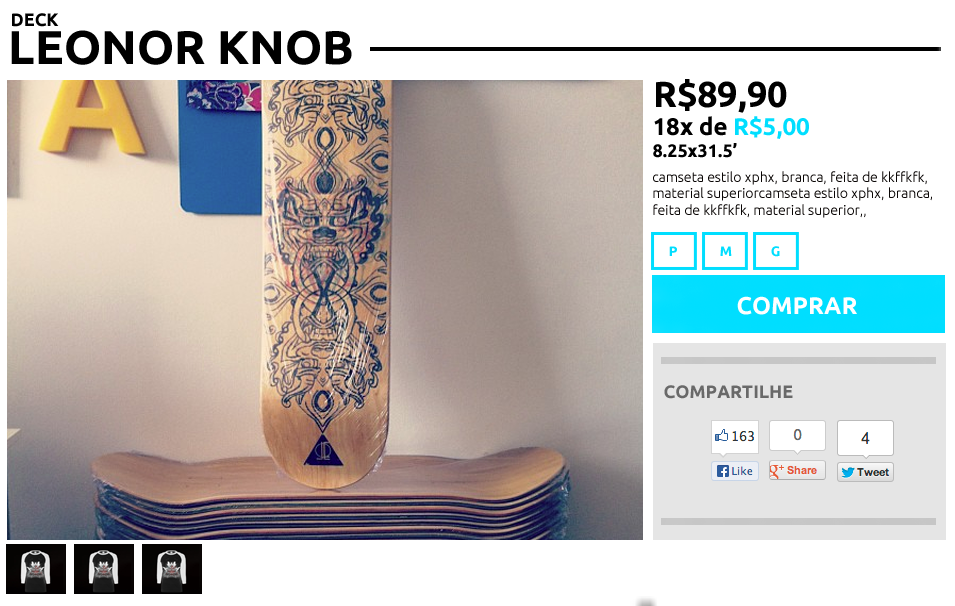 DECK
LEONOR KNOB
A
R$89,90
18x de R$5,00
8.25x31.5’
camseta estilo xphx, branca, feita de kkffkfk,
material superiorcamseta estilo xphx, branca,
feita de kkffkfk, material superior,,
P M G
COMPRAR
COMPARTILHE
163 0 4
Like g+ Share Tweet